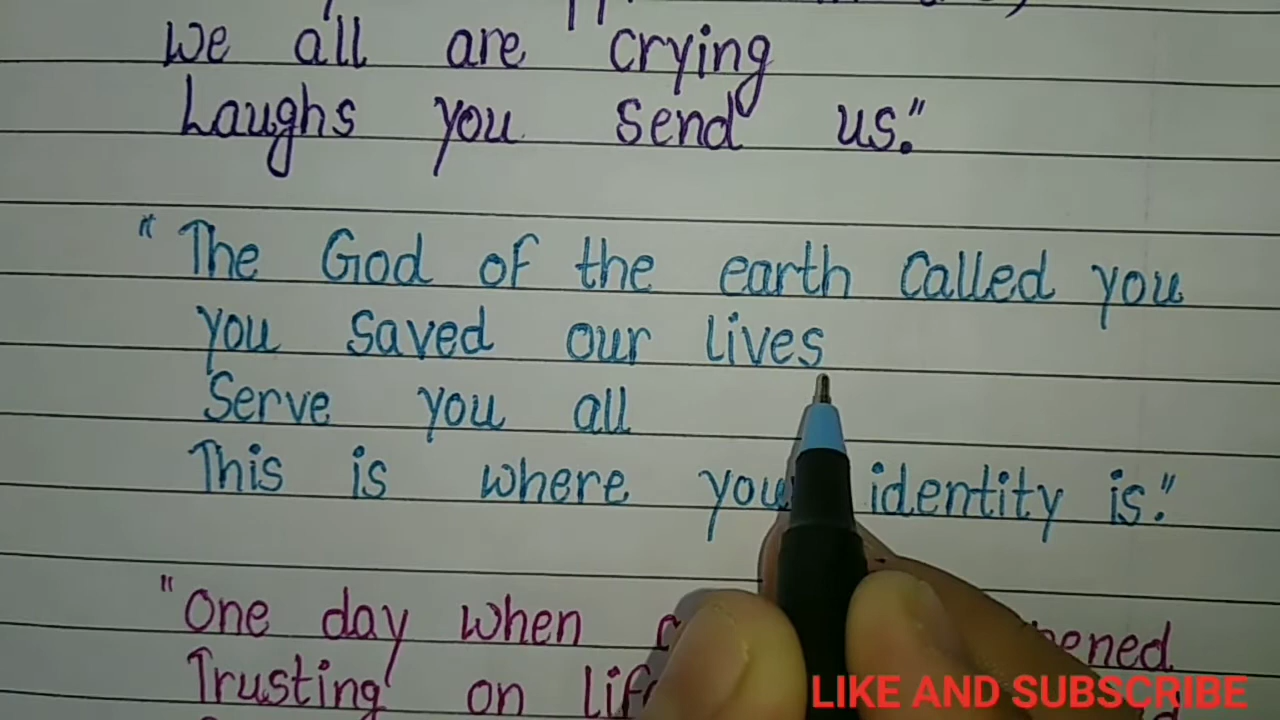 We all are crying
Laughs you send us."
"The God of the earth called you
you saved our lives
Serve you all
This is where you identity is."
"One day when
Trusting on
LIKE AND SUBSCRIBE